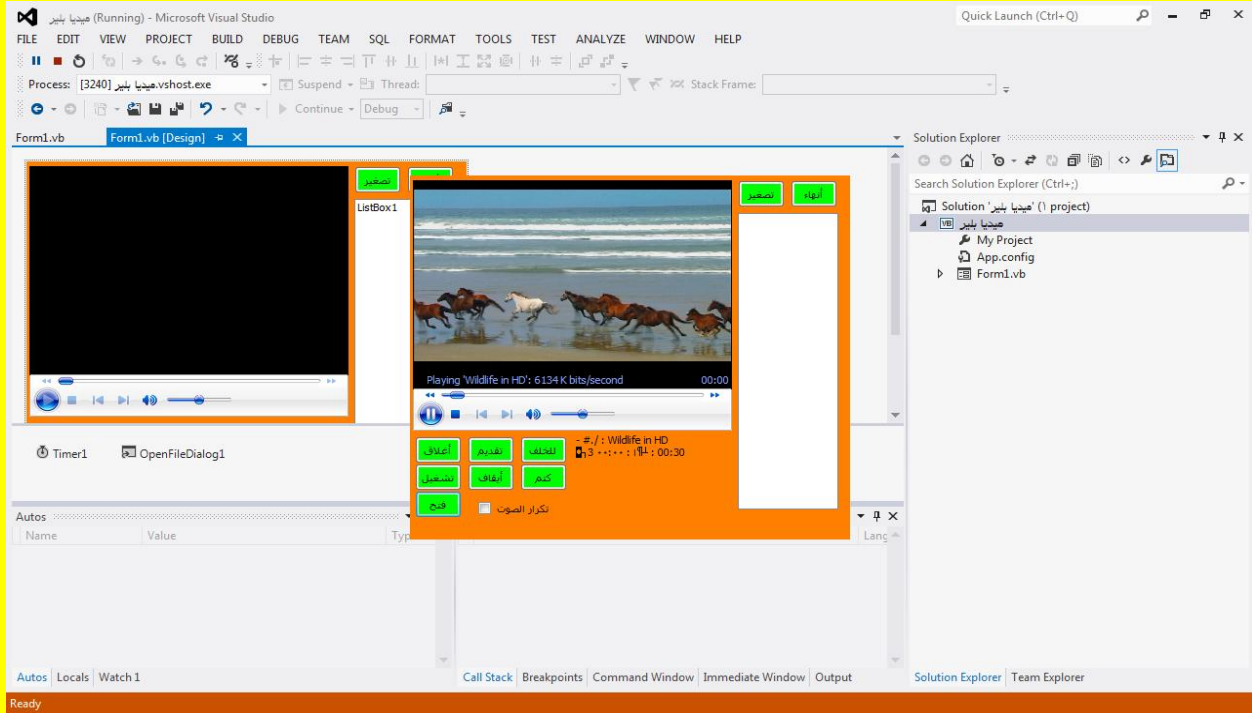 ميديا بلير (Running) - Microsoft Visual Studio
Quick Launch (Ctrl+Q)
FILE EDIT VIEW PROJECT BUILD DEBUG TEAM SQL FORMAT TOOLS TEST ANALYZE WINDOW HELP
Process: [3240] ميديا بلير.vshost.exe Suspend Thread: Stack Frame:
Continue Debug
Form1.vb Form1.vb [Design]
تصغير
ListBox1
Timer1 OpenFileDialog1
تصغير أنهاء
Playing 'Wildlife in HD': 6134 K bits/second 00:00
أغلاق تقديم للخلف
: Wildlife in HD
: 00:30
تشغيل أيقاف كتم
فتح تكرار الصوت
Solution Explorer
Search Solution Explorer (Ctrl+;)
Solution 'ميديا بلير' (١ project)
ميديا بلير
My Project
App.config
Form1.vb
Autos
Name Value
Autos Locals Watch 1
Call Stack Breakpoints Command Window Immediate Window Output
Solution Explorer Team Explorer
Ready